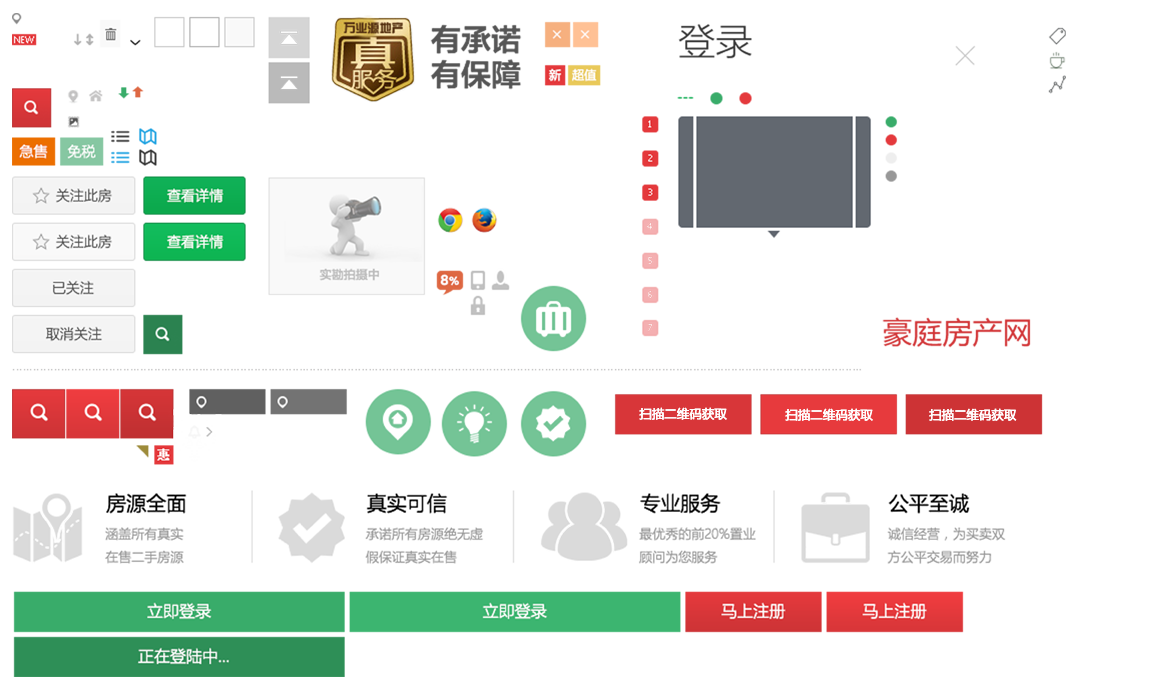 NEW
万业源地产
真
服务
有承诺
有保障
新
超值
登录
1
2
3
4
5
6
7
急售
免税
关注此房
查看详情
关注此房
查看详情
已关注
取消关注
实勘拍摄中
8%
豪庭房产网
扫描二维码获取
扫描二维码获取
扫描二维码获取
惠
房源全面
涵盖所有真实
在售二手房源
真实可信
承诺所有房源绝无虚
假保证真实在售
专业服务
最优秀的前20%置业
顾问为您服务
公平至诚
诚信经营，为买卖双
方公平交易而努力
立即登录
立即登录
马上注册
马上注册
正在登陆中...